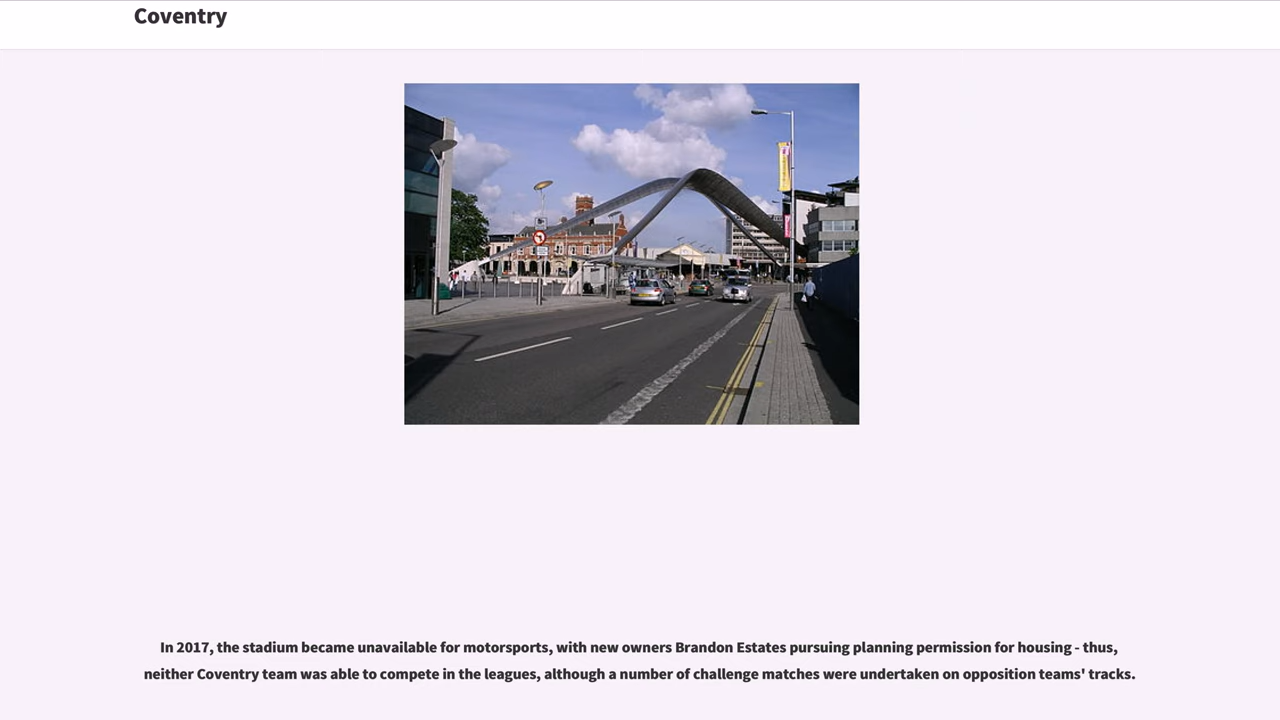 Coventry
In 2017, the stadium became unavailable for motorsports, with new owners Brandon Estates pursuing planning permission for housing - thus,
neither Coventry team was able to compete in the leagues, although a number of challenge matches were undertaken on opposition teams' tracks.